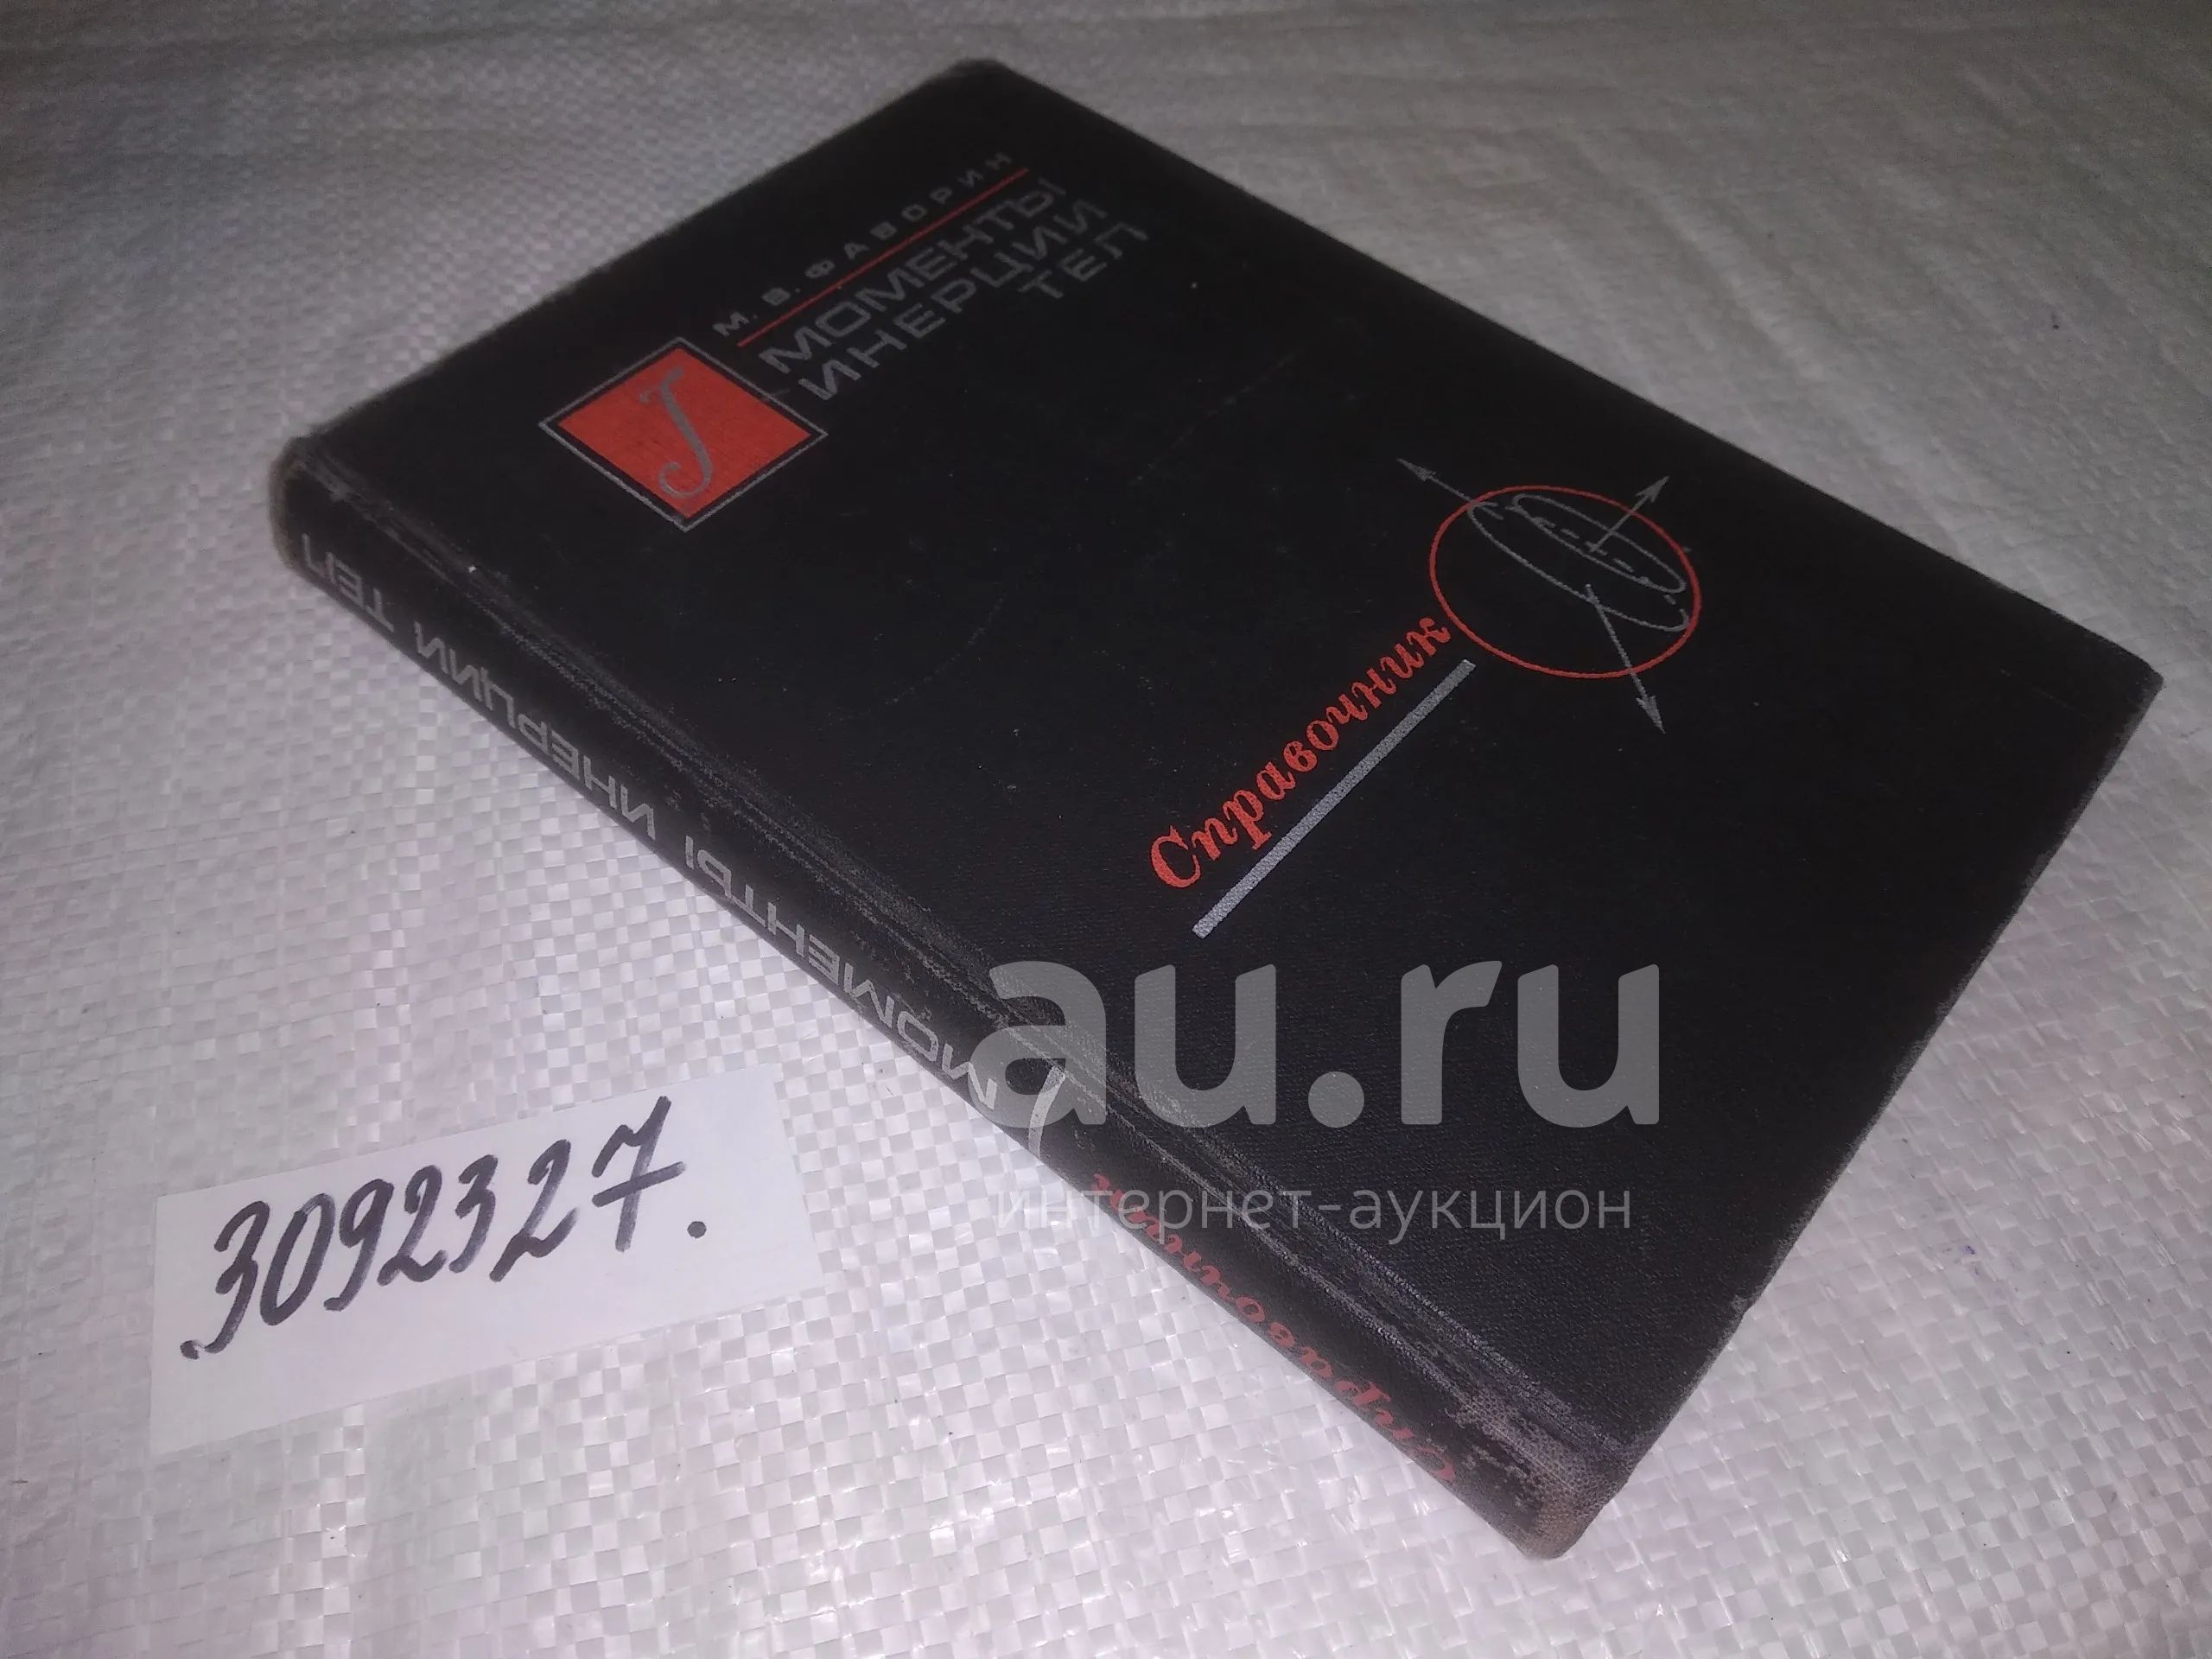 М. В. ФАВОРИН
МОМЕНТЫ
ИНЕРЦИИ
ТЕЛ
J
Справочник
МОМЕНТЫ ИНЕРЦИИ ТЕЛ
Справочник
3092327.
au.ru
интернет-аукцион